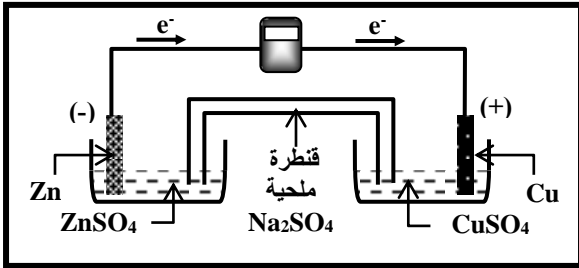 e⁻ e⁻
(-) (+)
قنطرة
ملحية
Zn Cu
ZnSO₄ Na₂SO₄ CuSO₄